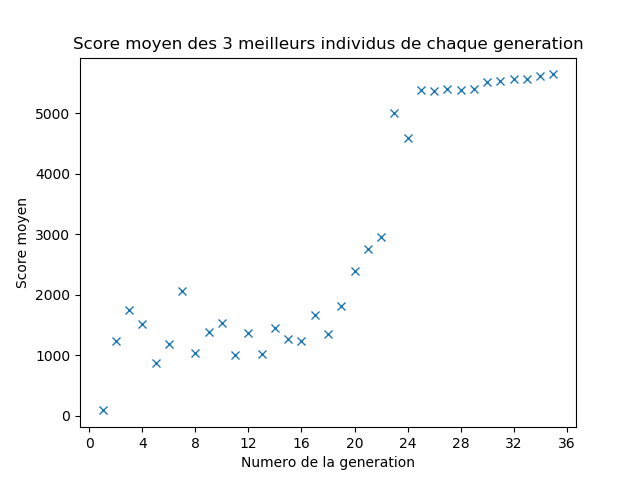 Score moyen des 3 meilleurs individus de chaque generation
Score moyen
5000
4000
3000
2000
1000
0
0 4 8 12 16 20 24 28 32 36
Numero de la generation